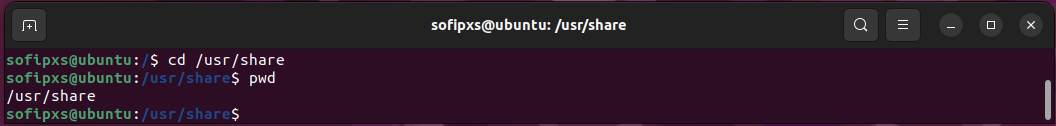 sofipxs@ubuntu: /usr/share
sofipxs@ubuntu:/$ cd /usr/share
sofipxs@ubuntu:/usr/share$ pwd
/usr/share
sofipxs@ubuntu:/usr/share$